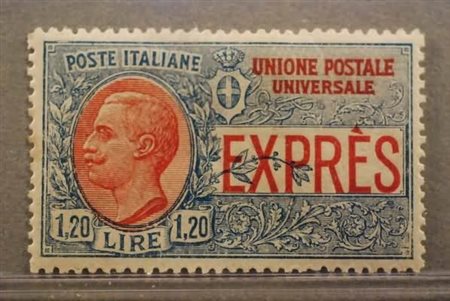 POSTE ITALIANE
UNIONE POSTALE
UNIVERSALE
EXPRÈS
1,20 LIRE 1,20